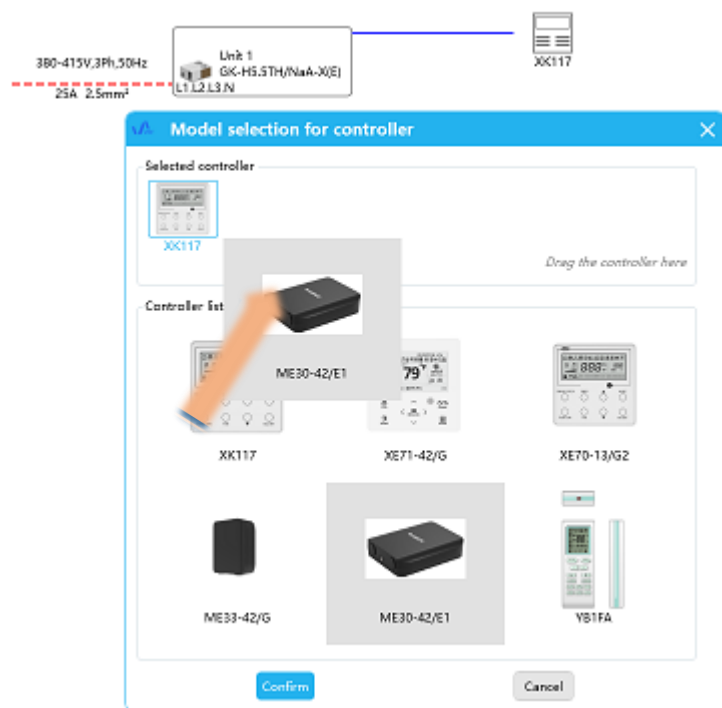 380-415V,3Ph,50Hz
25A 2.5mm²
Unit 1
GK-H5.5TH/NaA-X(E)
L1.L2.L3.N
XK117
Model selection for controller
Selected controller
XK117
Drag the controller here
Controller list
ME30-42/E1
XK117
XE71-42/G
XE70-13/G2
ME33-42/G
ME30-42/E1
YB1FA
Confirm
Cancel